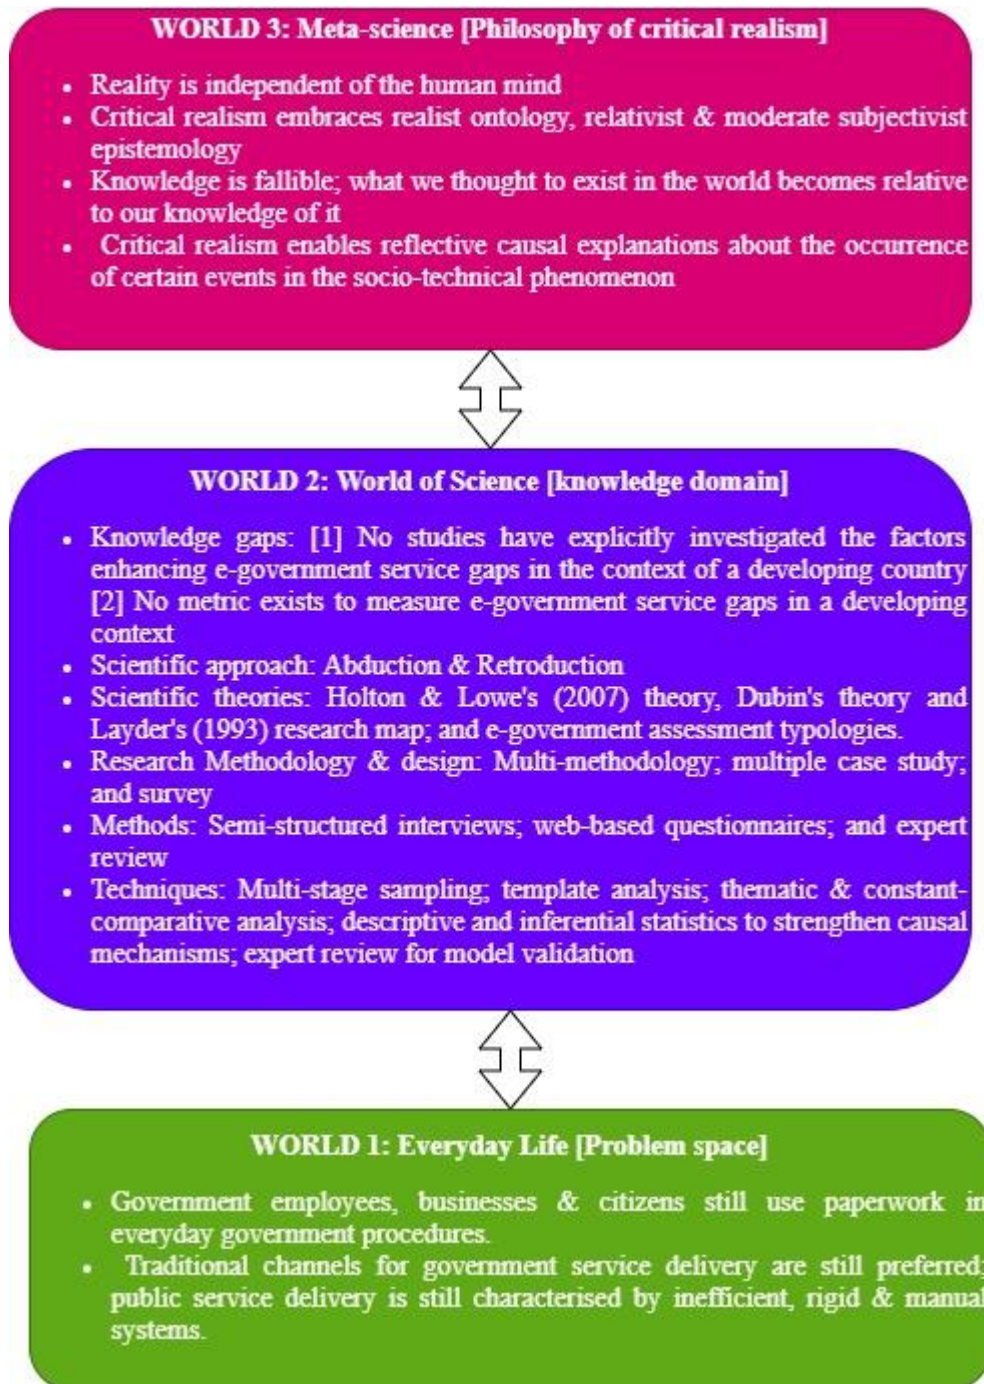 WORLD 3: Meta-science [Philosophy of critical realism]
• Reality is independent of the human mind
• Critical realism embraces realist ontology, relativist & moderate subjectivist
epistemology
• Knowledge is fallible; what we thought to exist in the world becomes relative
to our knowledge of it
• Critical realism enables reflective causal explanations about the occurrence
of certain events in the socio-technical phenomenon
WORLD 2: World of Science [knowledge domain]
• Knowledge gaps: [1] No studies have explicitly investigated the factors
enhancing e-government service gaps in the context of a developing country
[2] No metric exists to measure e-government service gaps in a developing
context
• Scientific approach: Abduction & Retroduction
• Scientific theories: Holton & Lowe's (2007) theory, Dubin's theory and
Layder's (1993) research map; and e-government assessment typologies.
• Research Methodology & design: Multi-methodology; multiple case study;
and survey
• Methods: Semi-structured interviews; web-based questionnaires; and expert
review
• Techniques: Multi-stage sampling; template analysis; thematic & constant-
comparative analysis; descriptive and inferential statistics to strengthen causal
mechanisms; expert review for model validation
WORLD 1: Everyday Life [Problem space]
• Government employees, businesses & citizens still use paperwork in
everyday government procedures.
• Traditional channels for government service delivery are still preferred;
public service delivery is still characterised by inefficient, rigid & manual
systems.